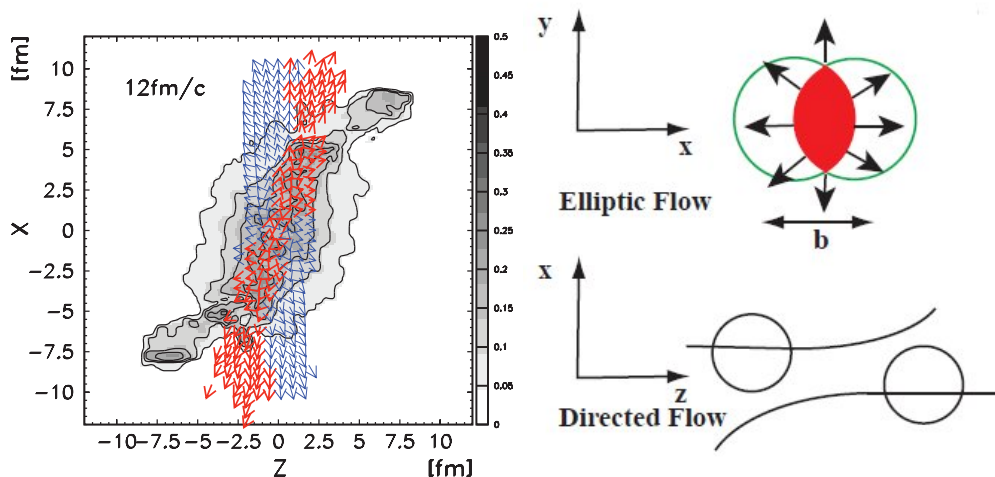 [fm]
12fm/c
10
7.5
5
2.5
0
−2.5
−5
−7.5
−10
X
−10−7.5 −5 −2.5 0 2.5 5 7.5 10
Z
[fm]
0.5
0.45
0.4
0.35
0.3
0.25
0.2
0.15
0.1
0.05
0
y
x
Elliptic Flow
b
x
z
Directed Flow